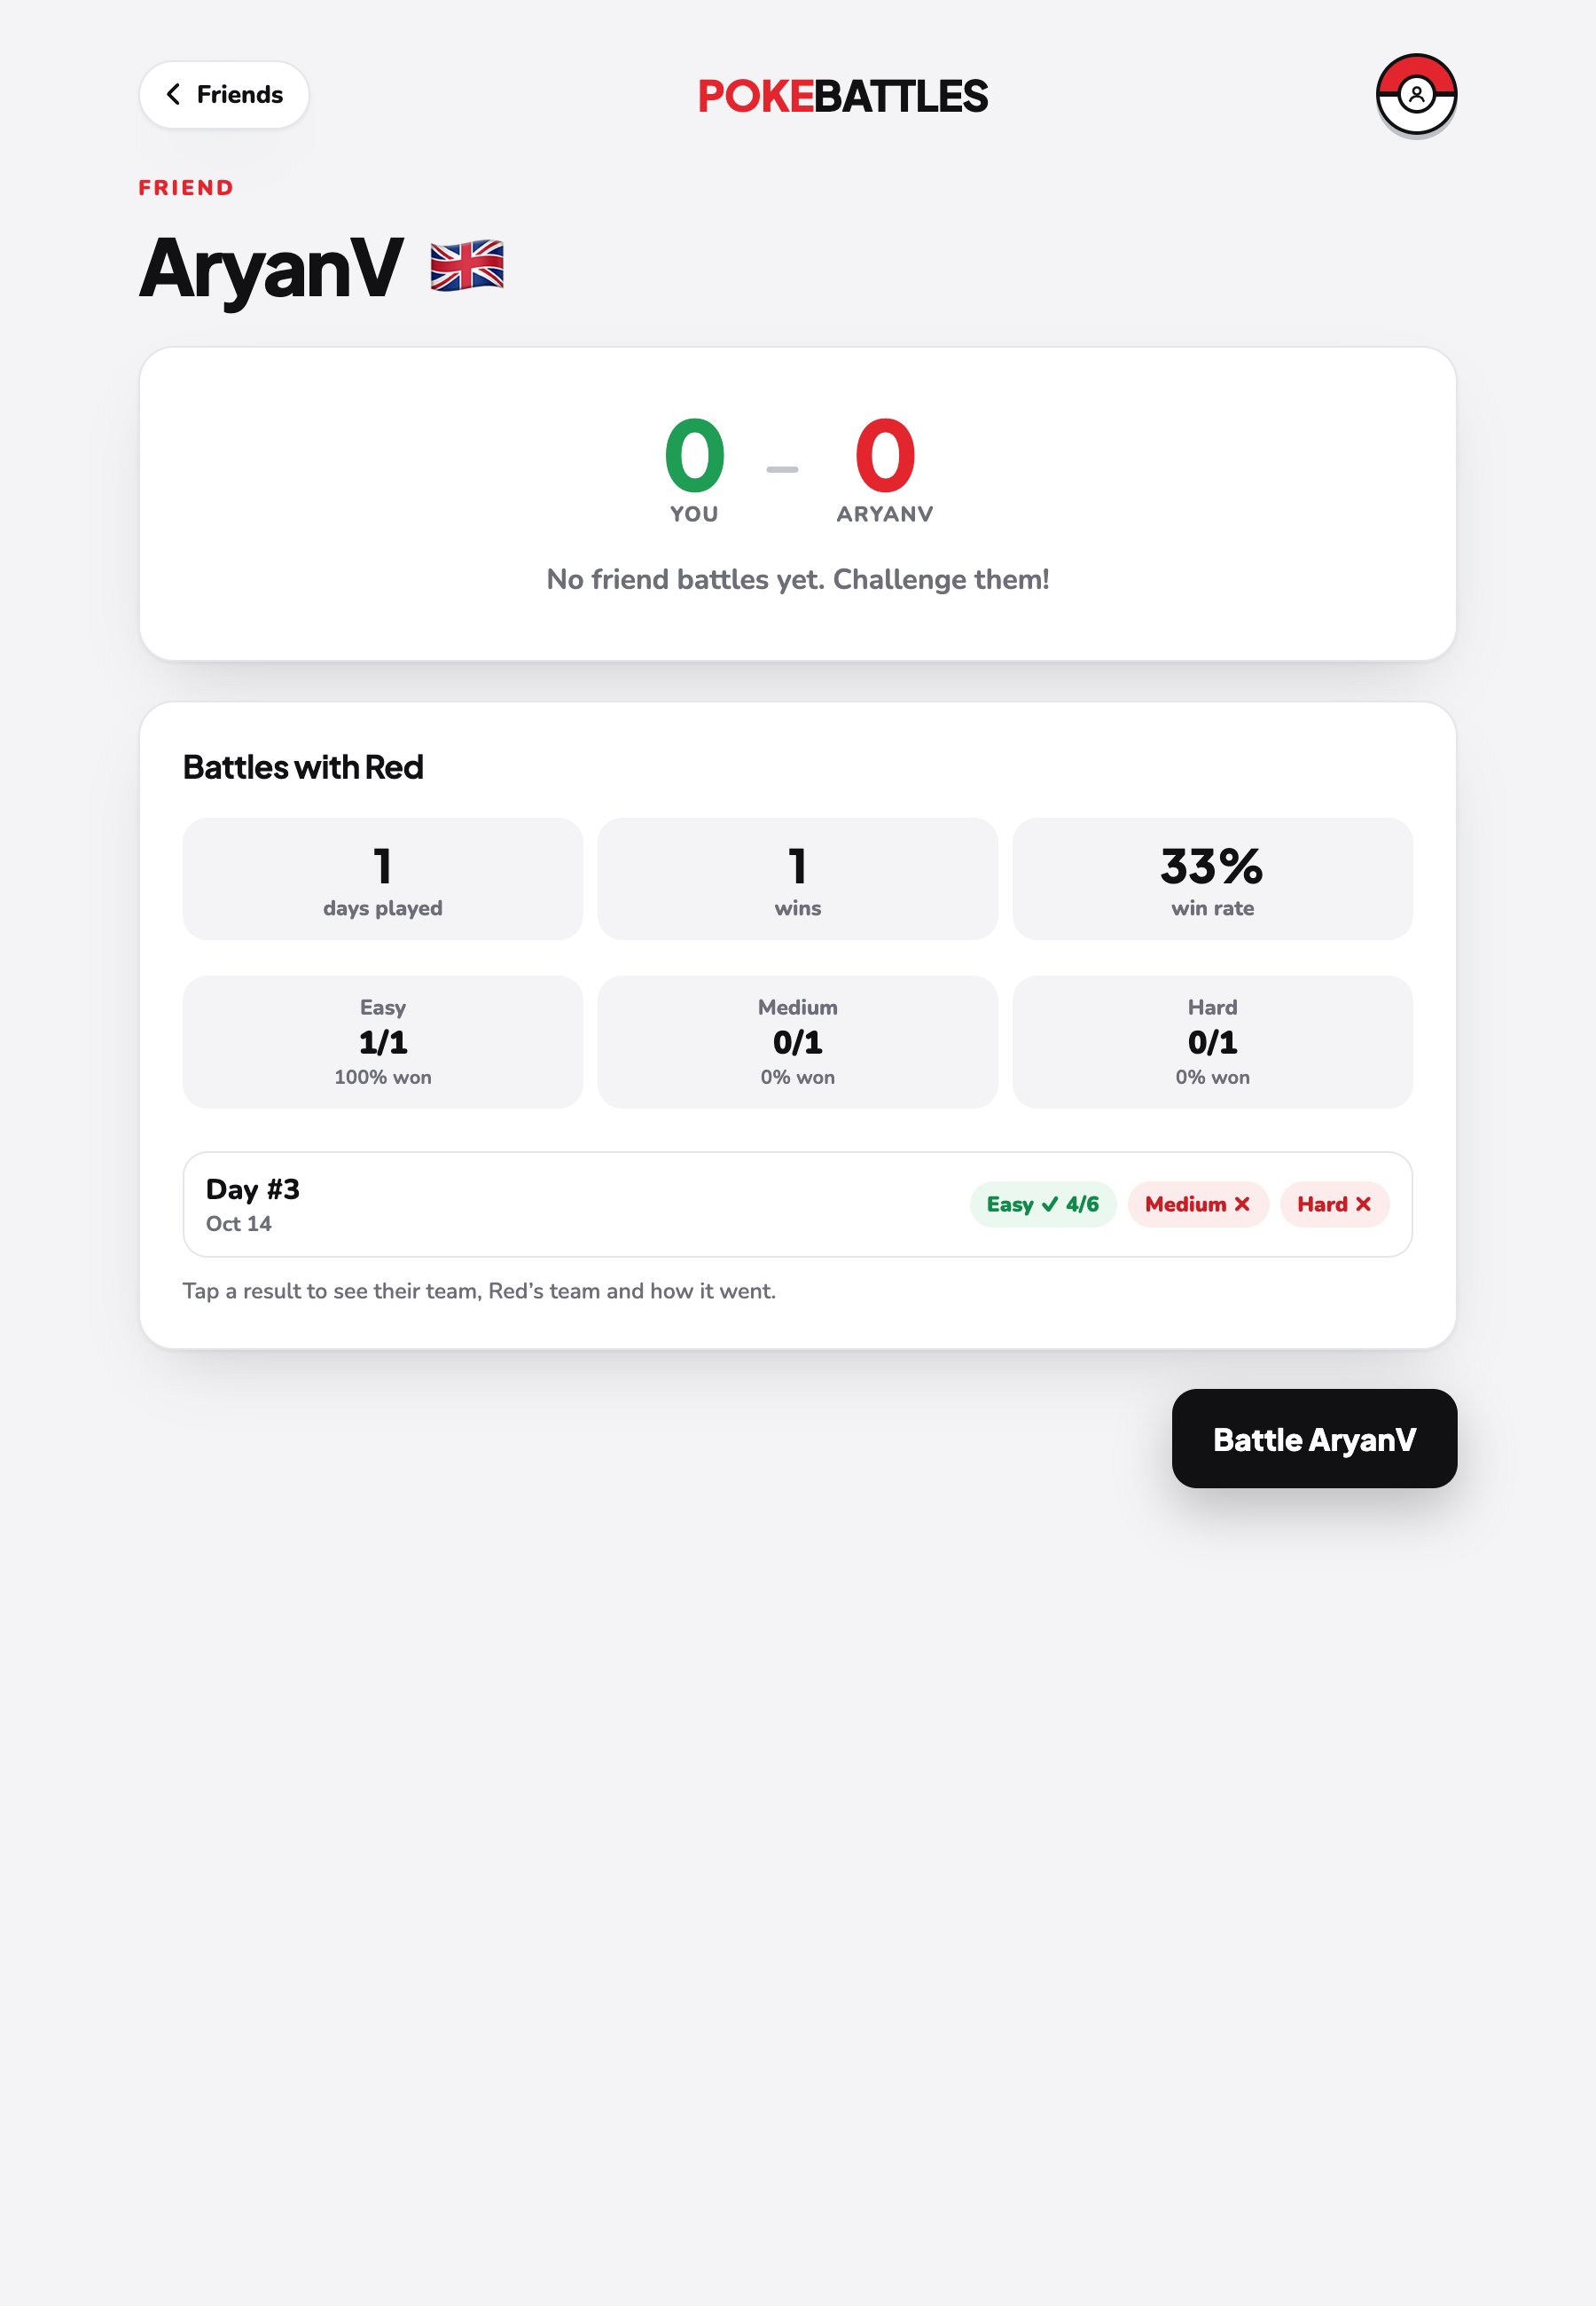 Friends
POKEBATTLES
FRIEND
AryanV
0 – 0
YOU ARYANV
No friend battles yet. Challenge them!
Battles with Red
1 1 33%
days played wins win rate
Easy Medium Hard
1/1 0/1 0/1
100% won 0% won 0% won
Day #3
Oct 14
Easy ✓ 4/6 Medium ✕ Hard ✕
Tap a result to see their team, Red’s team and how it went.
Battle AryanV